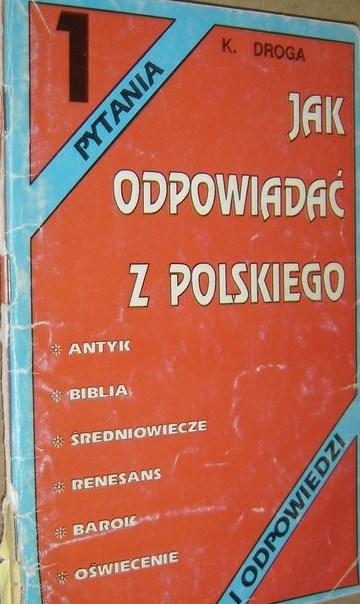 1
K. DROGA
PYTANIA
JAK
ODPOWIADAĆ
Z POLSKIEGO
* ANTYK
* BIBLIA
* ŚREDNIOWIECZE
* RENESANS
* BAROK
* OŚWIECENIE
I ODPOWIEDZI